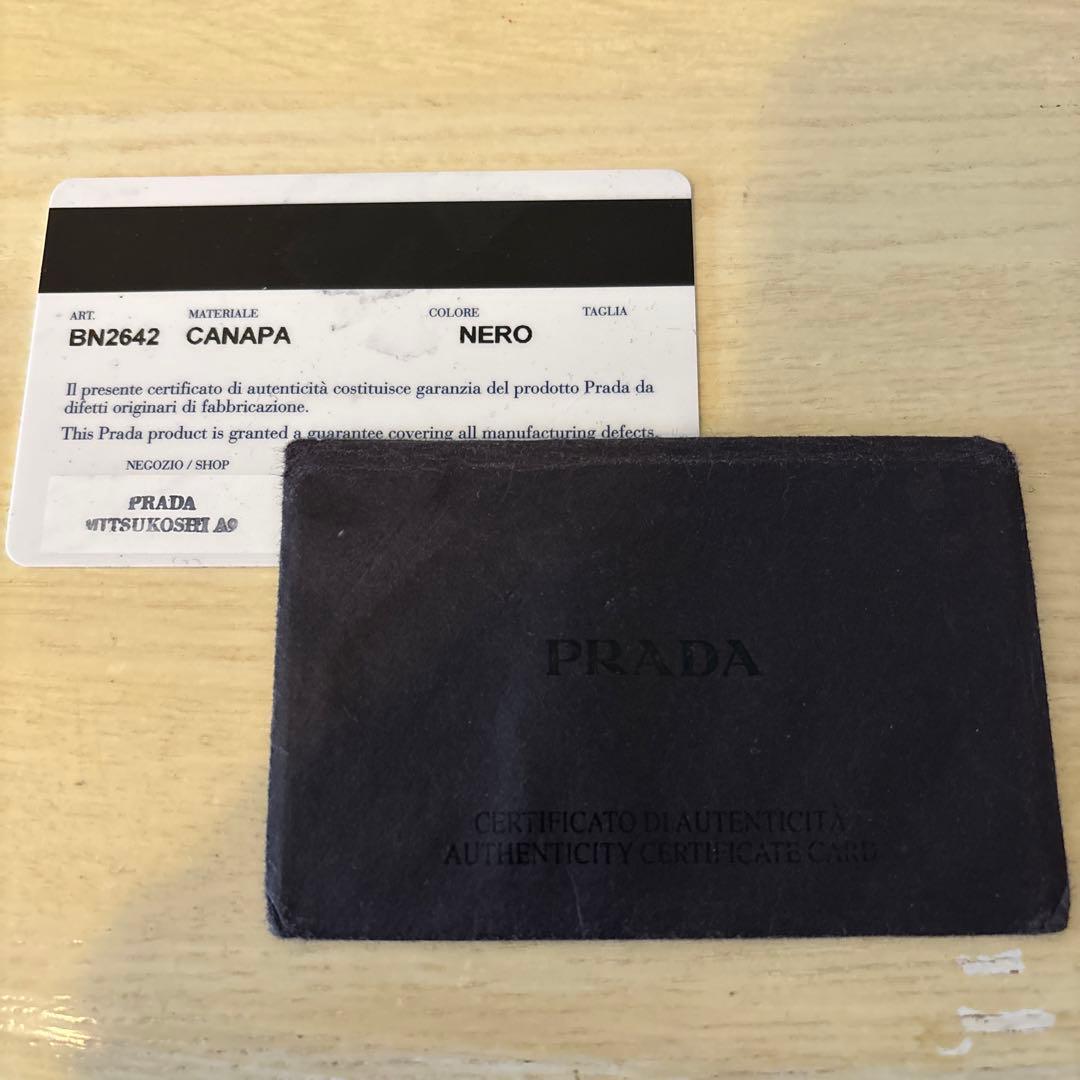 ART. MATERIALE COLORE TAGLIA
BN2642 CANAPA NERO
Il presente certificato di autenticità costituisce garanzia del prodotto Prada da
difetti originari di fabbricazione.
This Prada product is granted a guarantee covering all manufacturing defects.
NEGOZIO / SHOP
PRADA
MITSUKOSHI A9
PRADA
CERTIFICATO DI AUTENTICITÀ
AUTHENTICITY CERTIFICATE CARD